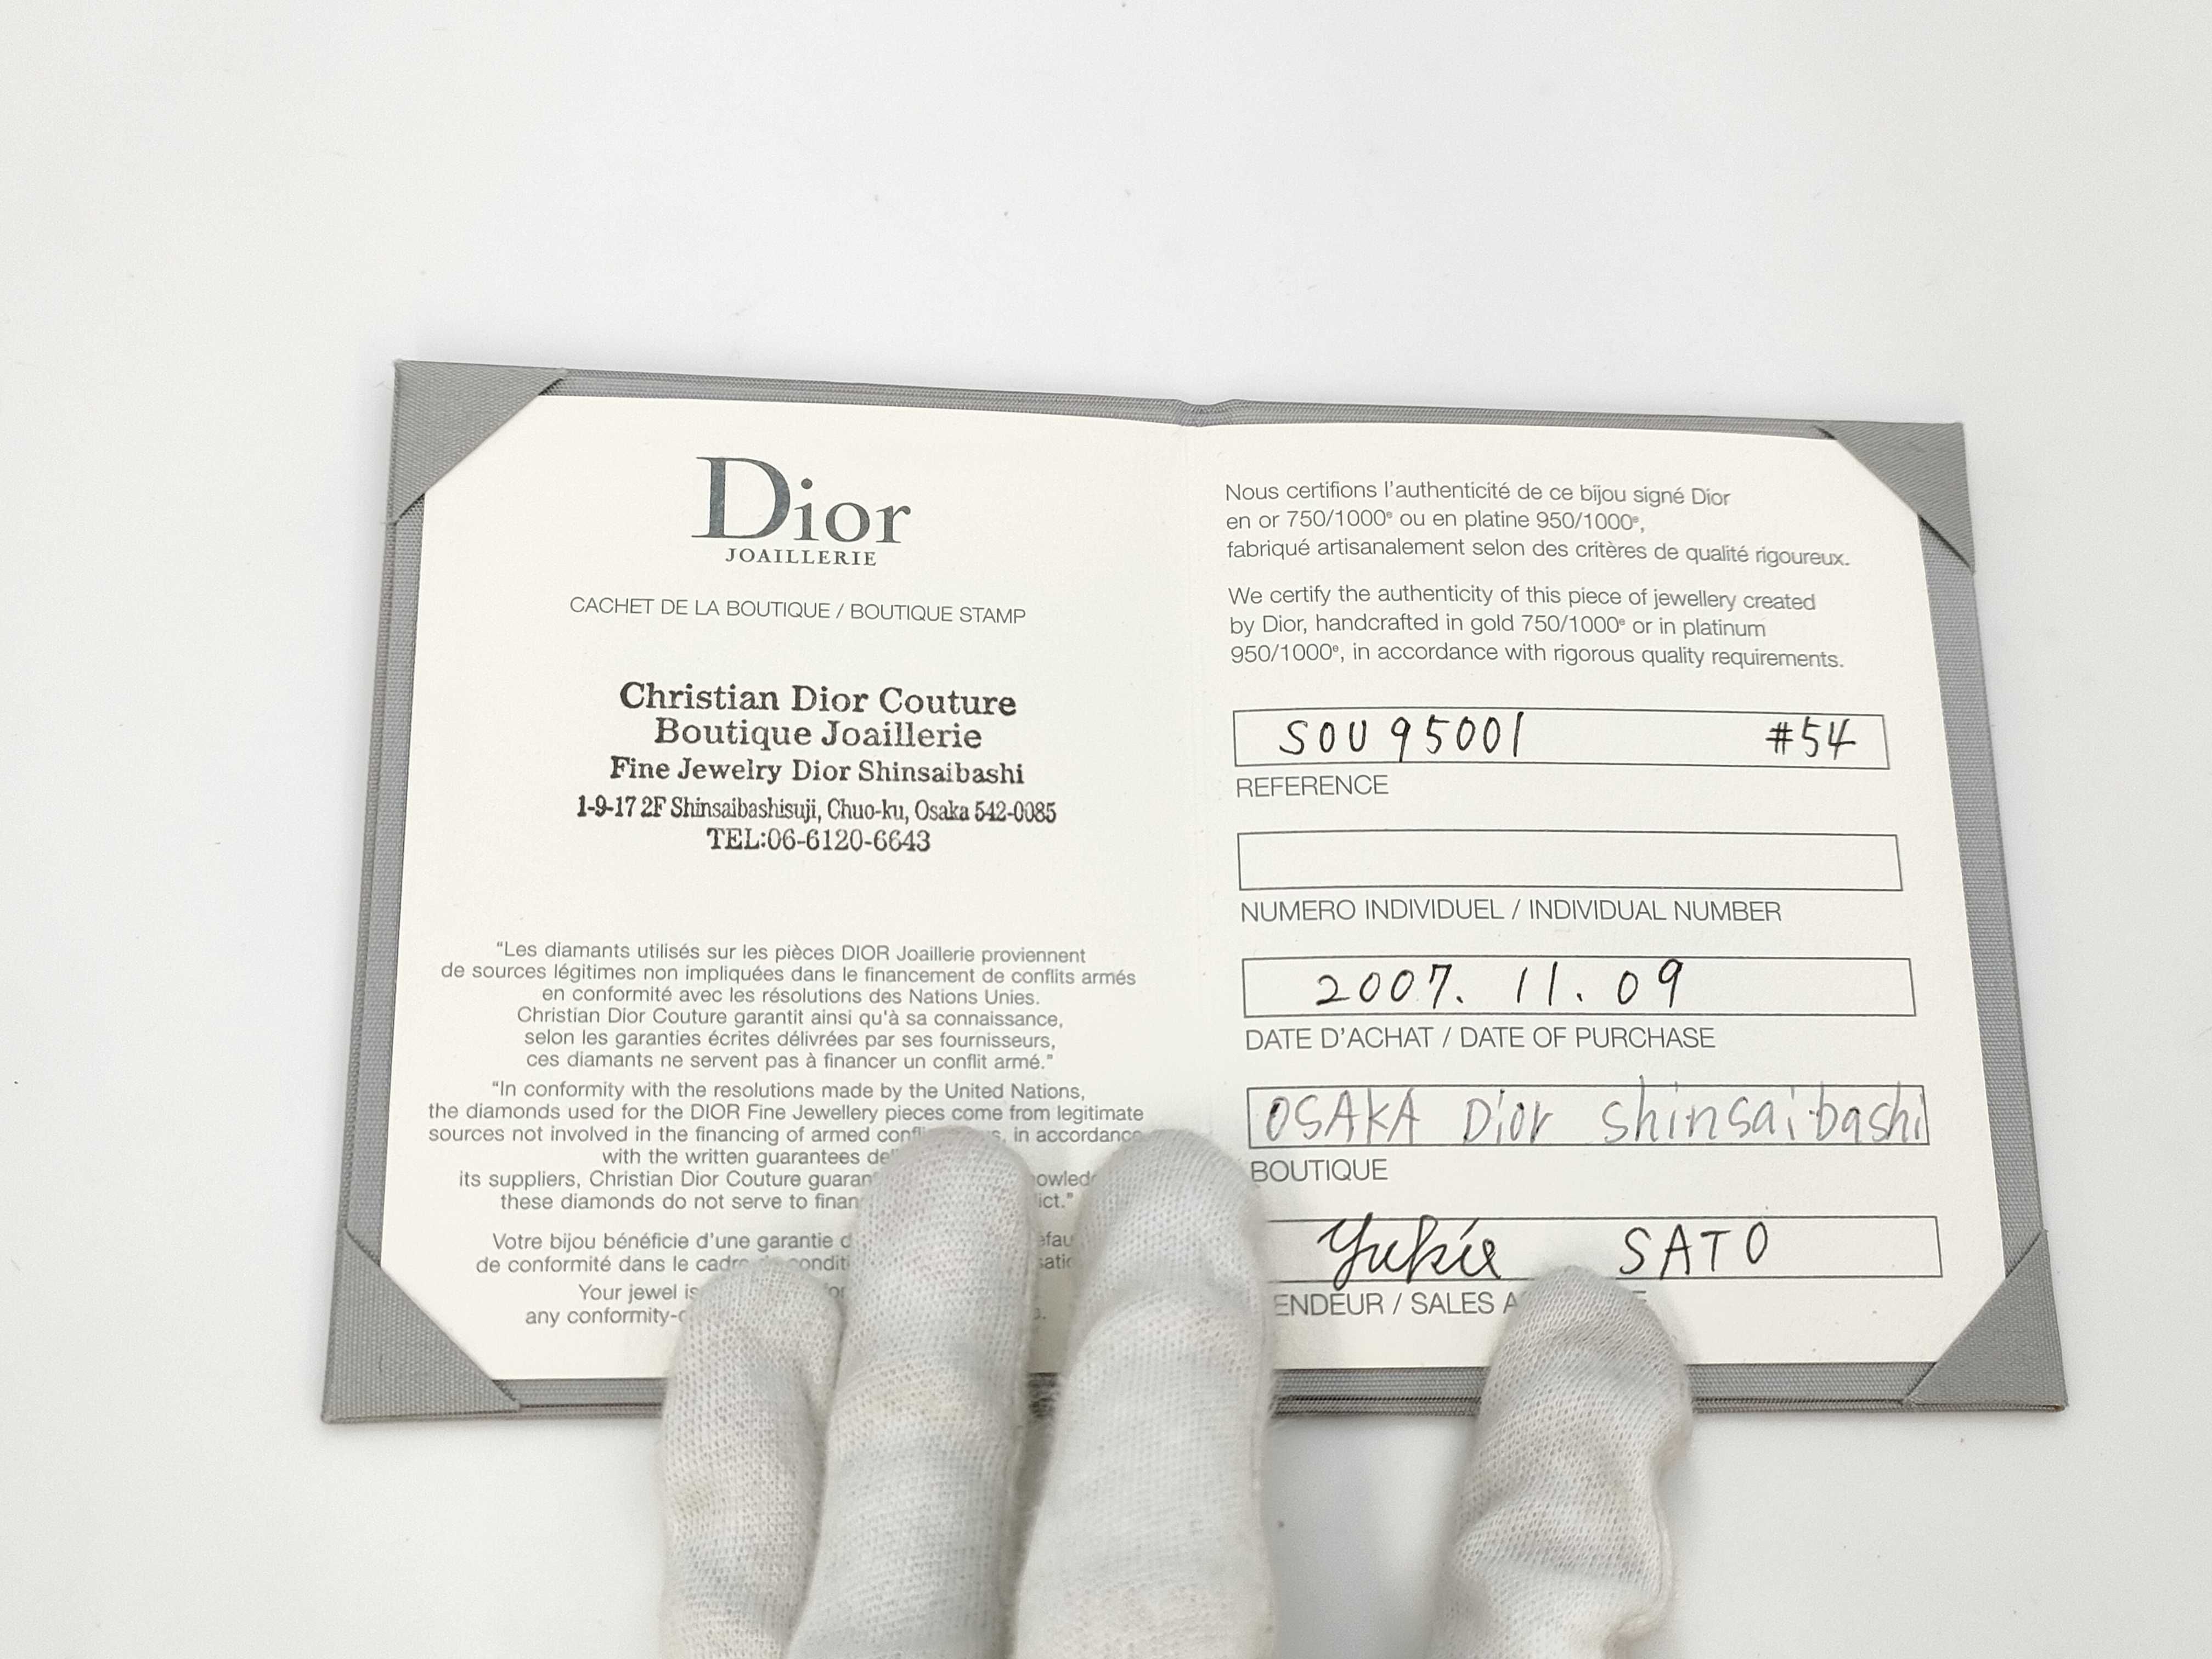 Dior
JOAILLERIE
CACHET DE LA BOUTIQUE / BOUTIQUE STAMP
Christian Dior Couture
Boutique Joaillerie
Fine Jewelry Dior Shinsaibashi
1-9-17 2F Shinsaibashisuji, Chuo-ku, Osaka 542-0085
TEL:06-6120-6643
“Les diamants utilisés sur les pièces DIOR Joaillerie proviennent
de sources légitimes non impliquées dans le financement de conflits armés
en conformité avec les résolutions des Nations Unies.
Christian Dior Couture garantit ainsi qu'à sa connaissance,
selon les garanties écrites délivrées par ses fournisseurs,
ces diamants ne servent pas à financer un conflit armé.”
“In conformity with the resolutions made by the United Nations,
the diamonds used for the DIOR Fine Jewellery pieces come from legitimate
sources not involved in the financing of armed in accordance
with the written guarantees
its suppliers, Christian Dior Couture
these diamonds do not serve to
Votre bijou bénéficie d'une garantie
de conformité dans le
Your jewel
any
Nous certifions l'authenticité de ce bijou signé Dior
en or 750/1000e ou en platine 950/1000e,
fabriqué artisanalement selon des critères de qualité rigoureux.
We certify the authenticity of this piece of jewellery created
by Dior, handcrafted in gold 750/1000e or in platinum
950/1000e, in accordance with rigorous quality requirements.
SOU 95001 #54
REFERENCE
NUMERO INDIVIDUEL / INDIVIDUAL NUMBER
2007. 11. 09
DATE D'ACHAT / DATE OF PURCHASE
OSAKA Dior shinsaibashi
BOUTIQUE
Yukie SATO
ENDEUR / SALES